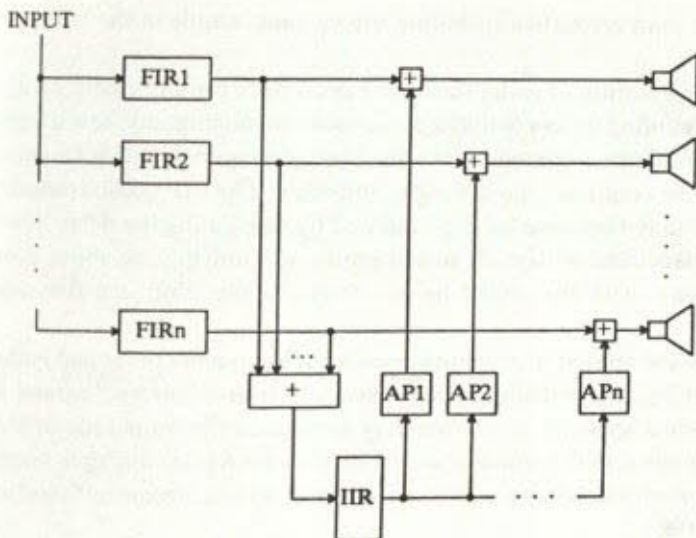 INPUT
FIR1
+
FIR2
+
FIRn
+
...
+
AP1 AP2 APn
IIR